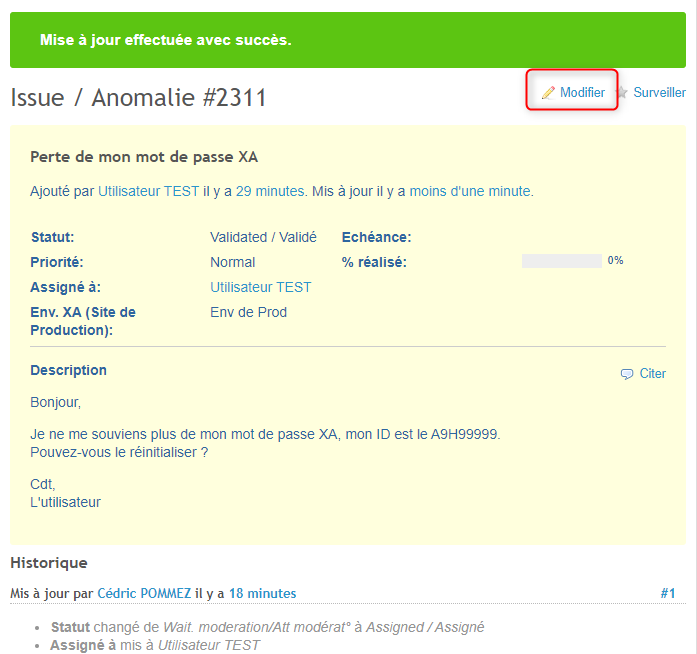 Mise à jour effectuée avec succès.
Issue / Anomalie #2311
Modifier
Surveiller
Perte de mon mot de passe XA
Ajouté par Utilisateur TEST il y a 29 minutes. Mis à jour il y a moins d'une minute.
Statut: Validated / Validé Echéance:
Priorité: Normal % réalisé: 0%
Assigné à: Utilisateur TEST
Env. XA (Site de Env de Prod
Production):
Description
Citer
Bonjour,
Je ne me souviens plus de mon mot de passe XA, mon ID est le A9H99999.
Pouvez-vous le réinitialiser ?
Cdt,
L'utilisateur
Historique
Mis à jour par Cédric POMMEZ il y a 18 minutes #1
• Statut changé de Wait. moderation/Att modérat° à Assigned / Assigné
• Assigné à mis à Utilisateur TEST